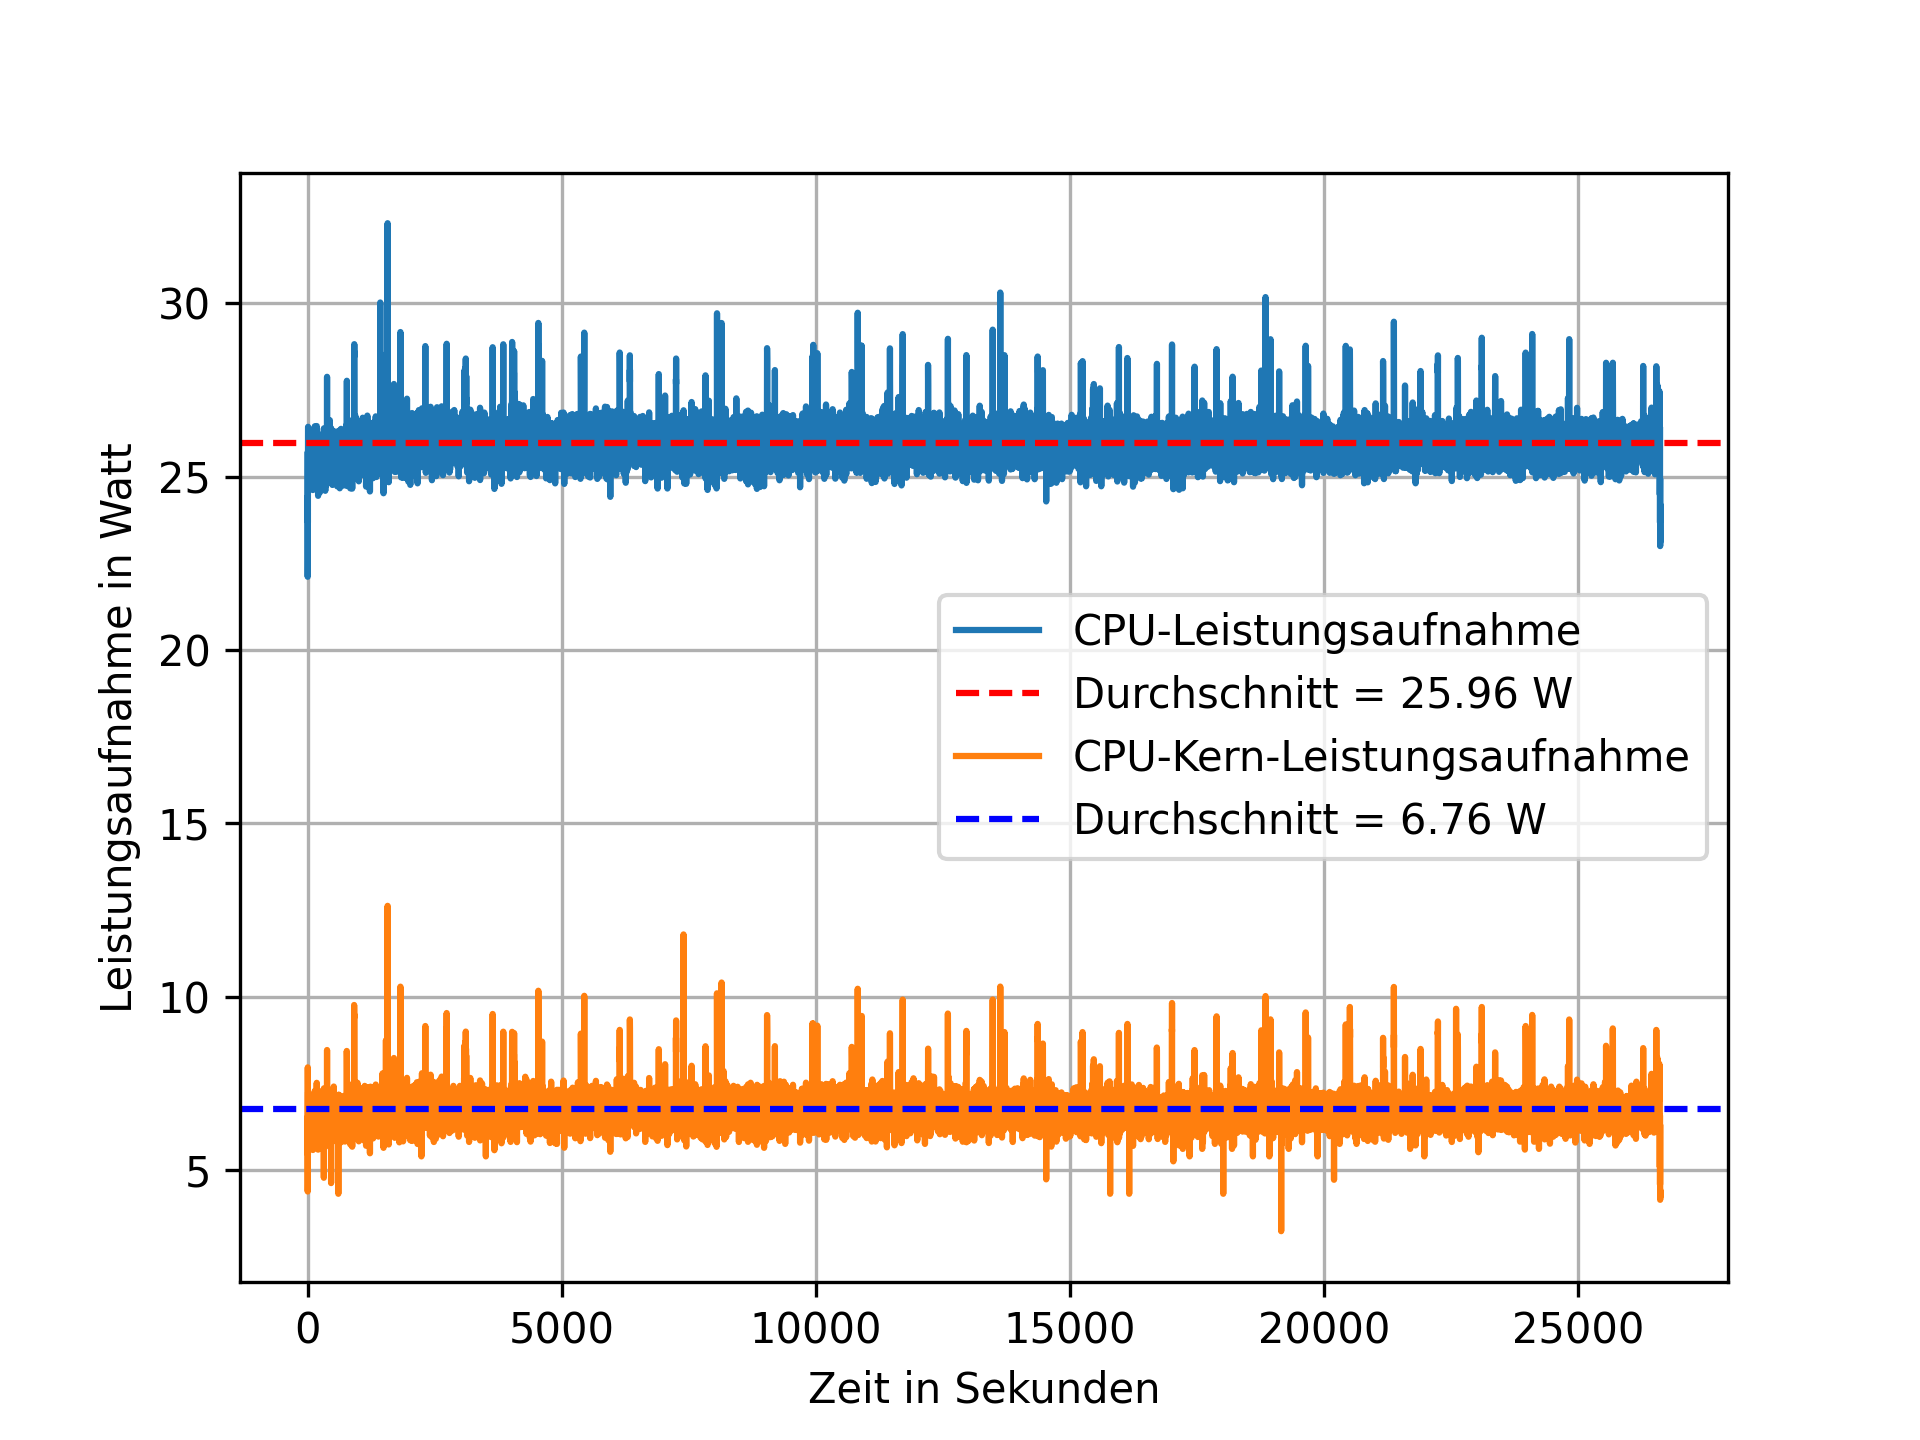 30
25
20
15
10
5
Leistungsaufnahme in Watt
CPU-Leistungsaufnahme
Durchschnitt = 25.96 W
CPU-Kern-Leistungsaufnahme
Durchschnitt = 6.76 W
0 5000 10000 15000 20000 25000
Zeit in Sekunden